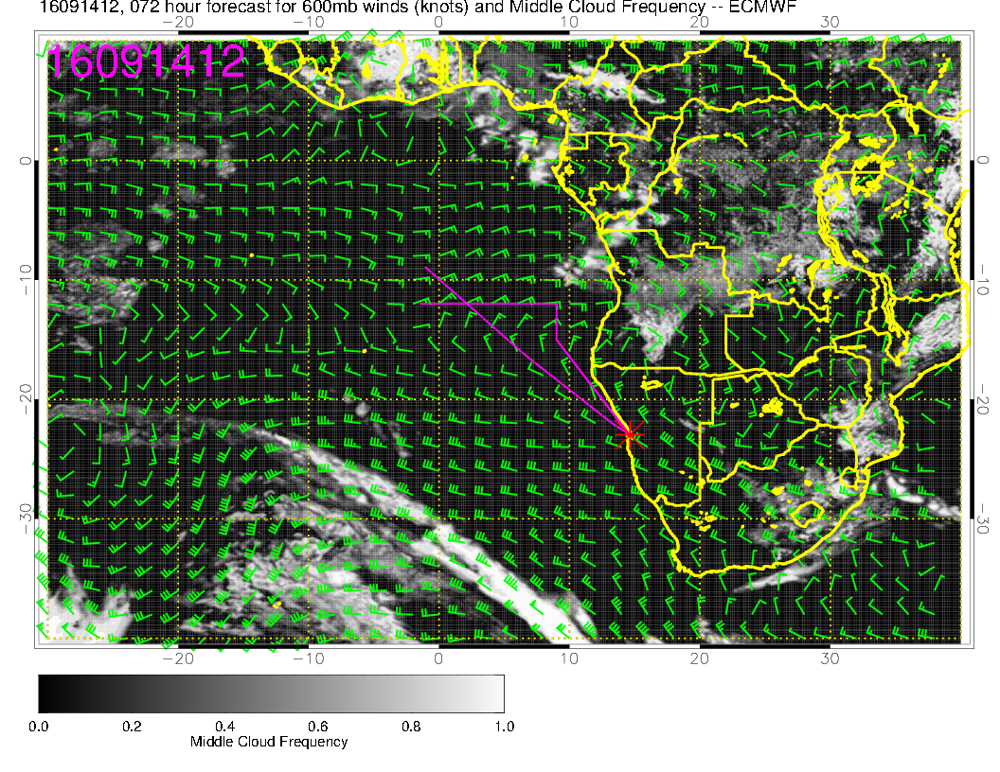 16091412, 072 hour forecast for 600mb winds (knots) and Middle Cloud Frequency -- ECMWF
−20 −10 0 10 20 30
16091412
0 0
−10 −10
−20 −20
−30 −30
−20 −10 0 10 20 30
0.0 0.2 0.4 0.6 0.8 1.0
Middle Cloud Frequency